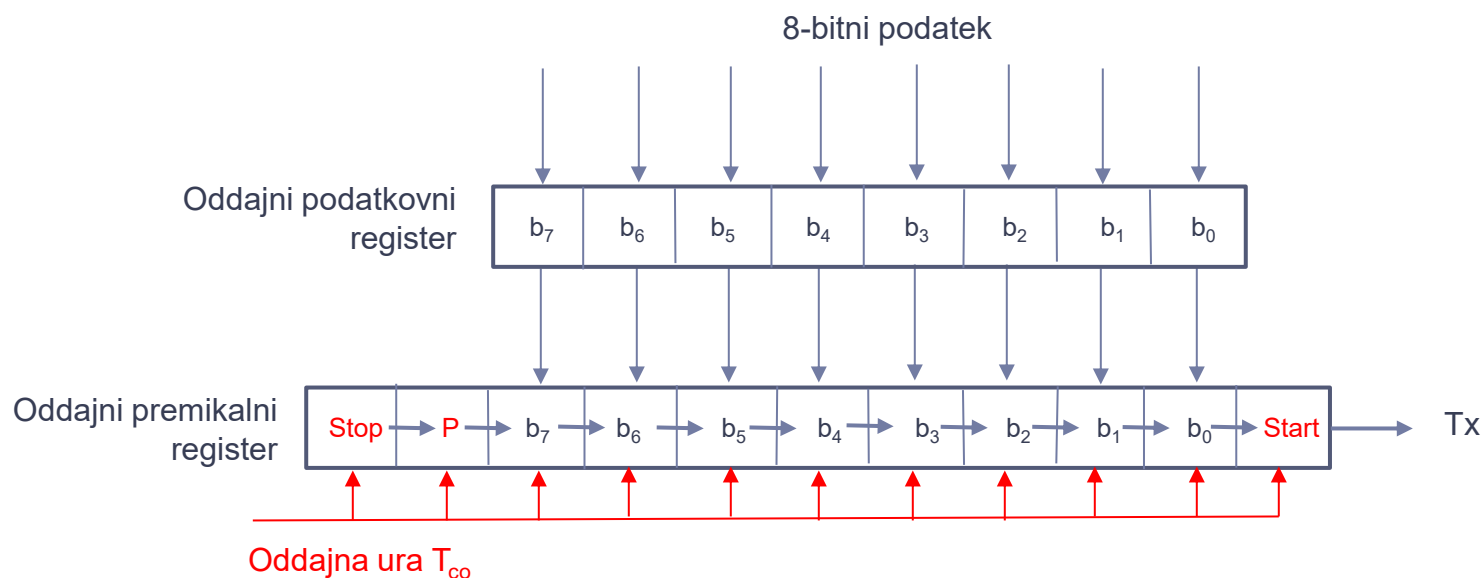 8-bitni podatek
Oddajni podatkovni
register
b₇ b₆ b₅ b₄ b₃ b₂ b₁ b₀
Oddajni premikalni
register
Stop P b₇ b₆ b₅ b₄ b₃ b₂ b₁ b₀ Start
Tx
Oddajna ura T_co